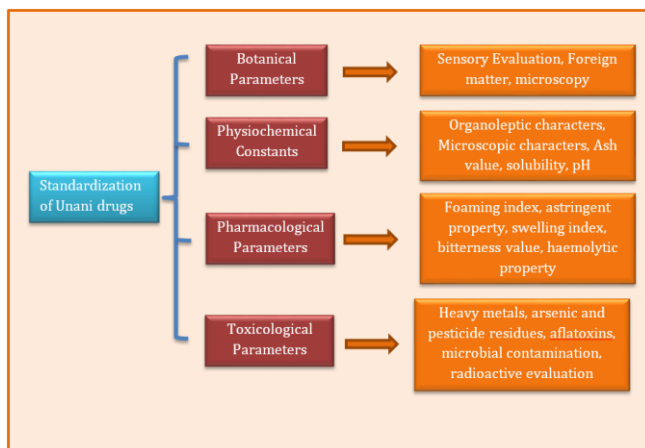 Botanical
Parameters
Sensory Evaluation, Foreign
matter, microscopy
Physiochemical
Constants
Organoleptic characters,
Microscopic characters, Ash
value, solubility, pH
Standardization
of Unani drugs
Pharmacological
Parameters
Foaming index, astringent
property, swelling index,
bitterness value, haemolytic
property
Toxicological
Parameters
Heavy metals, arsenic and
pesticide residues, aflatoxins,
microbial contamination,
radioactive evaluation